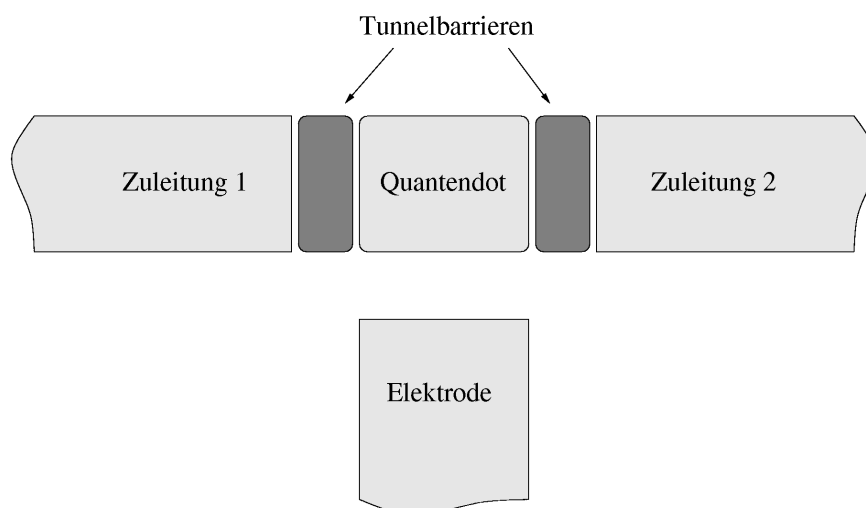 Tunnelbarrieren
Zuleitung 1
Quantendot
Zuleitung 2
Elektrode